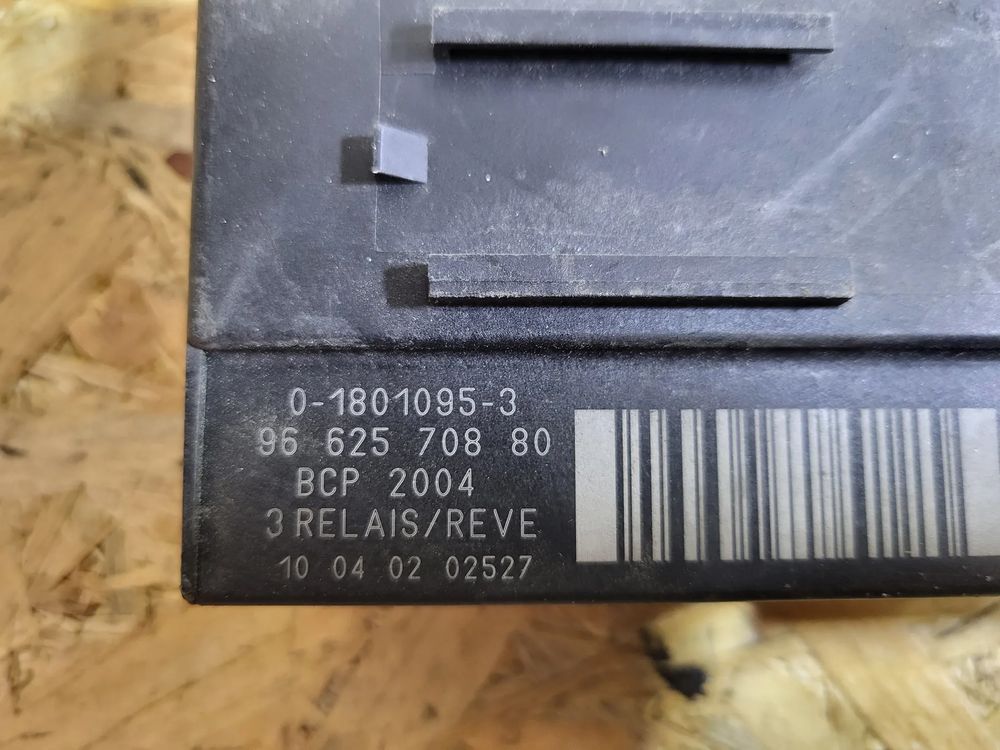 0-1801095-3
96 625 708 80
BCP 2004
3 RELAIS/REVE
10 04 02 02527